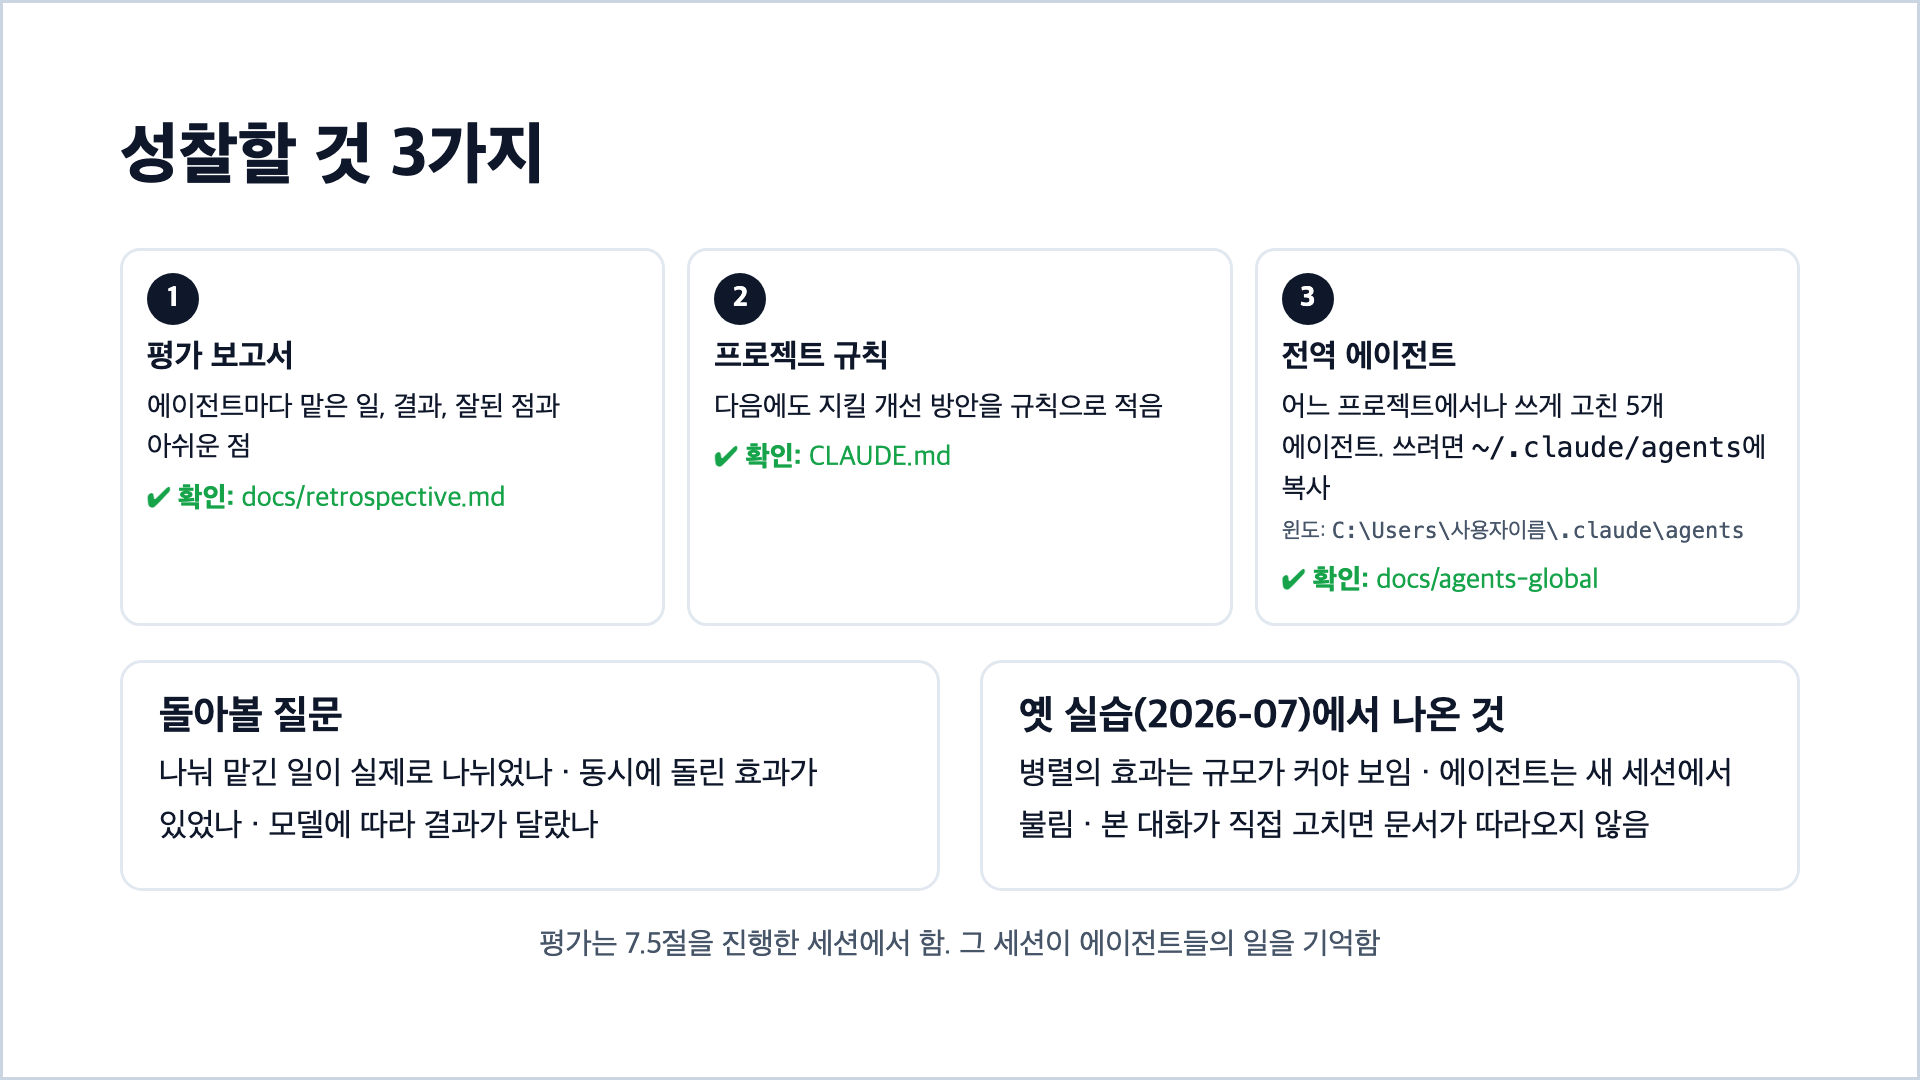 성찰할 것 3가지
1
평가 보고서
에이전트마다 맡은 일, 결과, 잘된 점과
아쉬운 점
✔ 확인: docs/retrospective.md
2
프로젝트 규칙
다음에도 지킬 개선 방안을 규칙으로 적음
✔ 확인: CLAUDE.md
3
전역 에이전트
어느 프로젝트에서나 쓰게 고친 5개
에이전트. 쓰려면 ~/.claude/agents에
복사
윈도: C:\Users\사용자이름\.claude\agents
✔ 확인: docs/agents-global
돌아볼 질문
나눠 맡긴 일이 실제로 나뉘었나 · 동시에 돌린 효과가
있었나 · 모델에 따라 결과가 달랐나
옛 실습(2026-07)에서 나온 것
병렬의 효과는 규모가 커야 보임 · 에이전트는 새 세션에서
불림 · 본 대화가 직접 고치면 문서가 따라오지 않음
평가는 7.5절을 진행한 세션에서 함. 그 세션이 에이전트들의 일을 기억함